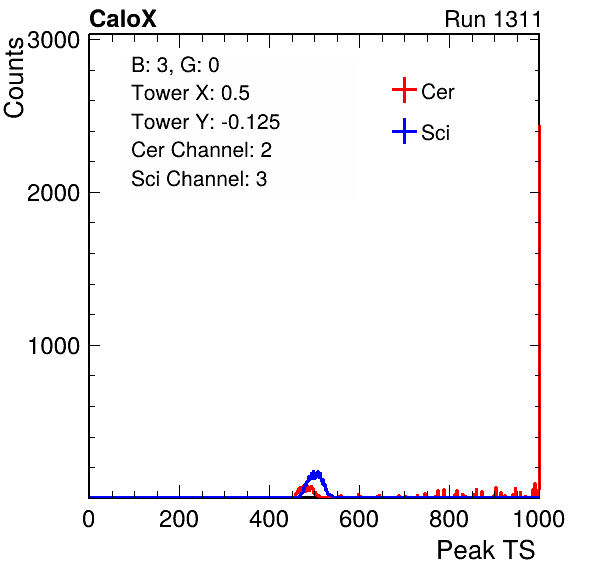 CaloX Run 1311
Counts
3000
2000
1000
B: 3, G: 0
Tower X: 0.5
Tower Y: -0.125
Cer Channel: 2
Sci Channel: 3
Cer
Sci
0 200 400 600 800 1000
Peak TS